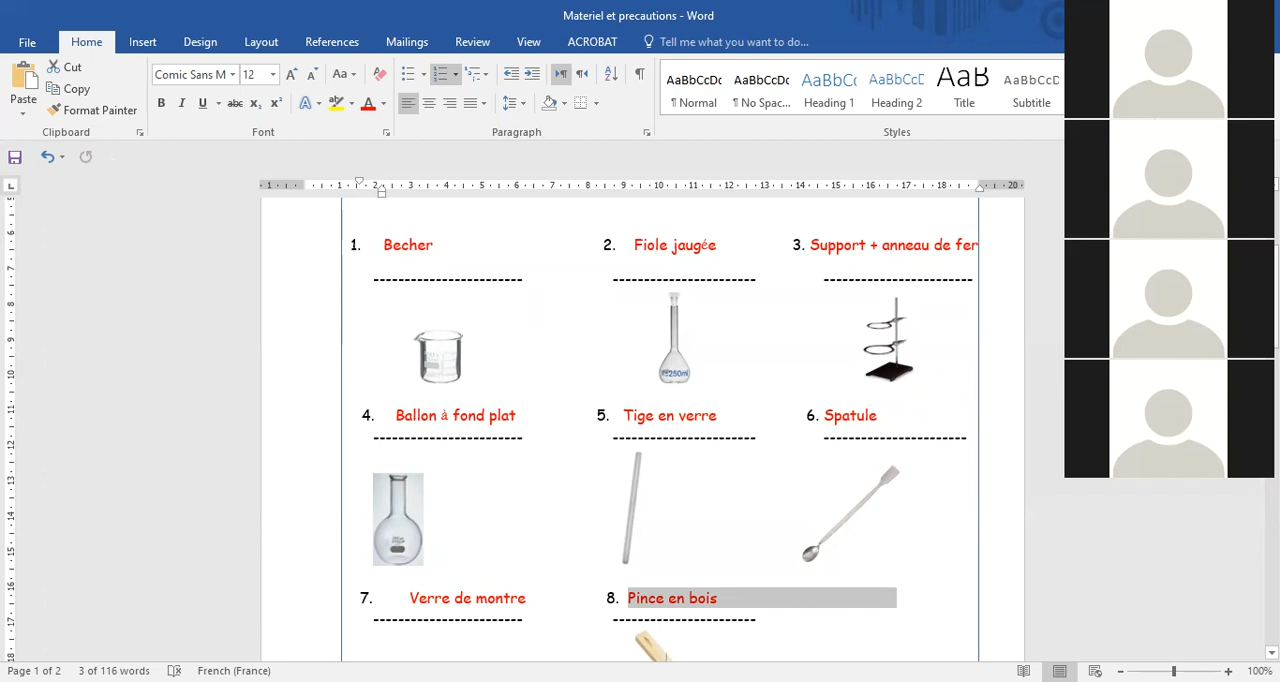 Materiel et precautions - Word
File Home Insert Design Layout References Mailings Review View ACROBAT Tell me what you want to do...
Paste
Cut
Copy
Format Painter
Comic Sans M 12
Clipboard Font Paragraph Styles
AaBbCcDc AaBbCcDc AaBbCc AaBbCcD AaB AaBbCcD
¶ Normal ¶ No Spac... Heading 1 Heading 2 Title Subtitle
1. Becher 2. Fiole jaugée 3. Support + anneau de fer
250ml
4. Ballon à fond plat 5. Tige en verre 6. Spatule
7. Verre de montre 8. Pince en bois
Page 1 of 2 3 of 116 words French (France) 100%